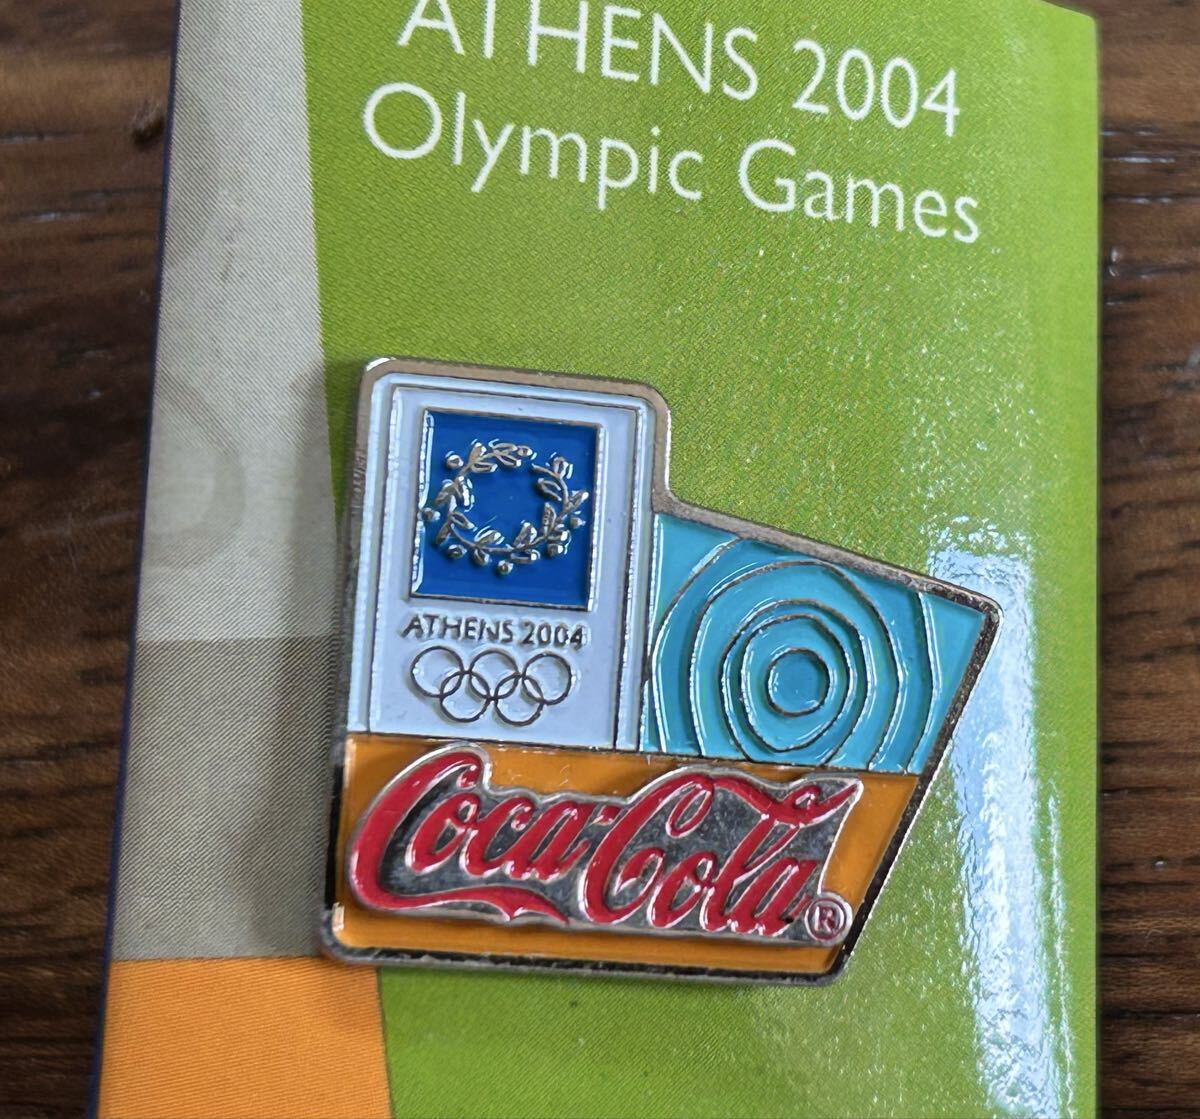 ATHENS 2004
Olympic Games
ATHENS 2004
Coca-Cola®